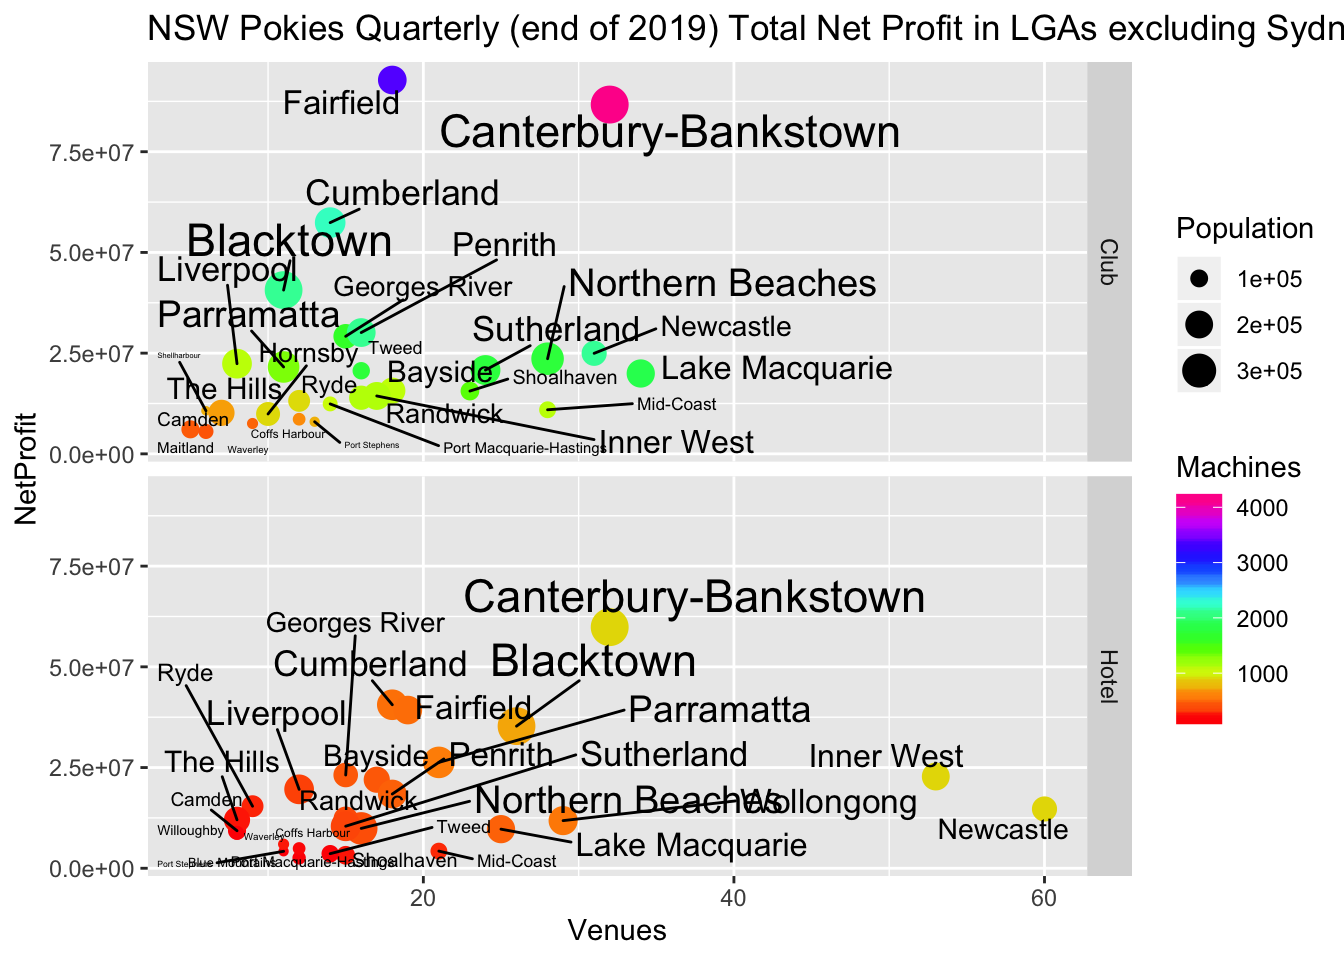 NSW Pokies Quarterly (end of 2019) Total Net Profit in LGAs excluding Sydn
NetProfit
7.5e+07
5.0e+07
2.5e+07
0.0e+00
Fairfield
Canterbury-Bankstown
Cumberland
Blacktown
Penrith
Liverpool
Georges River
Northern Beaches
Parramatta
Sutherland
Newcastle
Shellharbour
Hornsby
Tweed
Lake Macquarie
The Hills
Ryde
Bayside
Shoalhaven
Mid-Coast
Camden
Randwick
Coffs Harbour
Port Stephens
Inner West
Maitland
Waverley
Port Macquarie-Hastings
Club
7.5e+07
5.0e+07
2.5e+07
0.0e+00
Canterbury-Bankstown
Georges River
Cumberland
Blacktown
Ryde
Liverpool
Fairfield
Parramatta
The Hills
Bayside
Penrith
Sutherland
Inner West
Camden
Randwick
Northern Beaches
Wollongong
Willoughby
Waverley
Coffs Harbour
Tweed
Newcastle
Lake Macquarie
Port Stephens
Blue Mountains
Port Macquarie-Hastings
Shoalhaven
Mid-Coast
Hotel
20
40
60
Venues
Population
1e+05
2e+05
3e+05
Machines
4000
3000
2000
1000